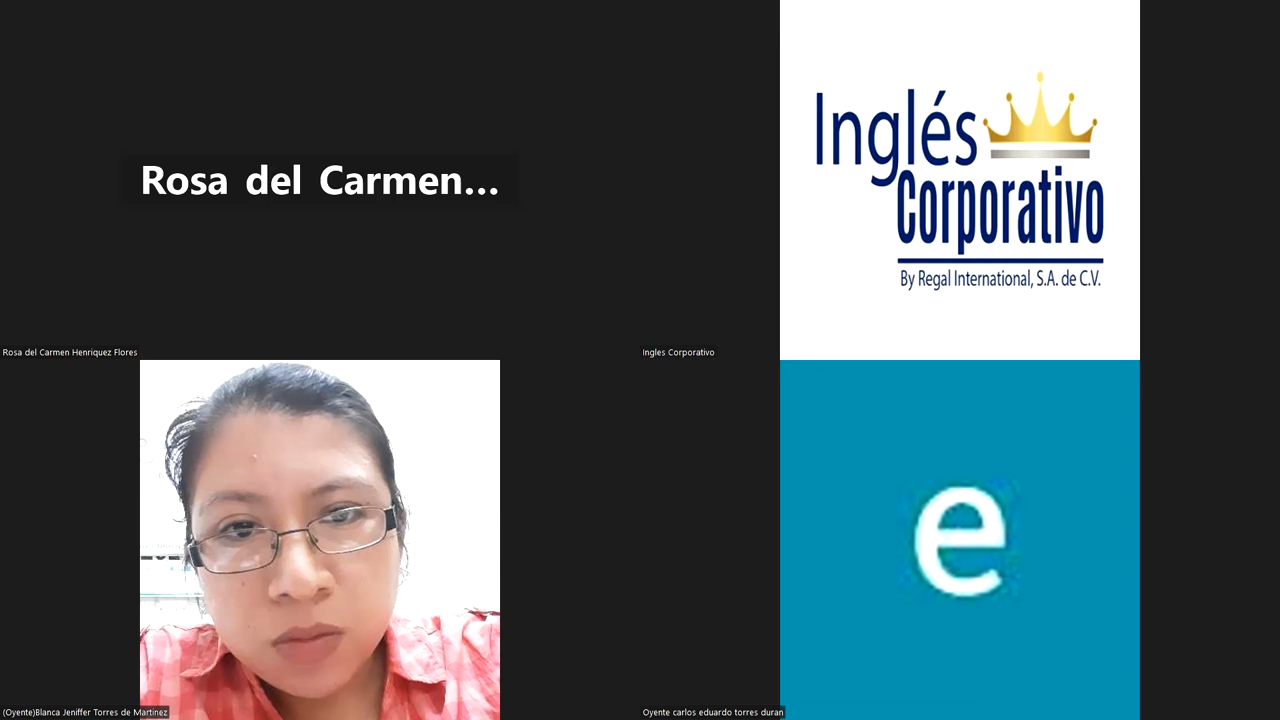 Rosa del Carmen...
Inglés
Corporativo
By Regal International, S.A. de C.V.
Rosa del Carmen Henriquez Flores
Ingles Corporativo
e
(Oyente)Blanca Jeniffer Torres de Martinez
Oyente carlos eduardo torres duran